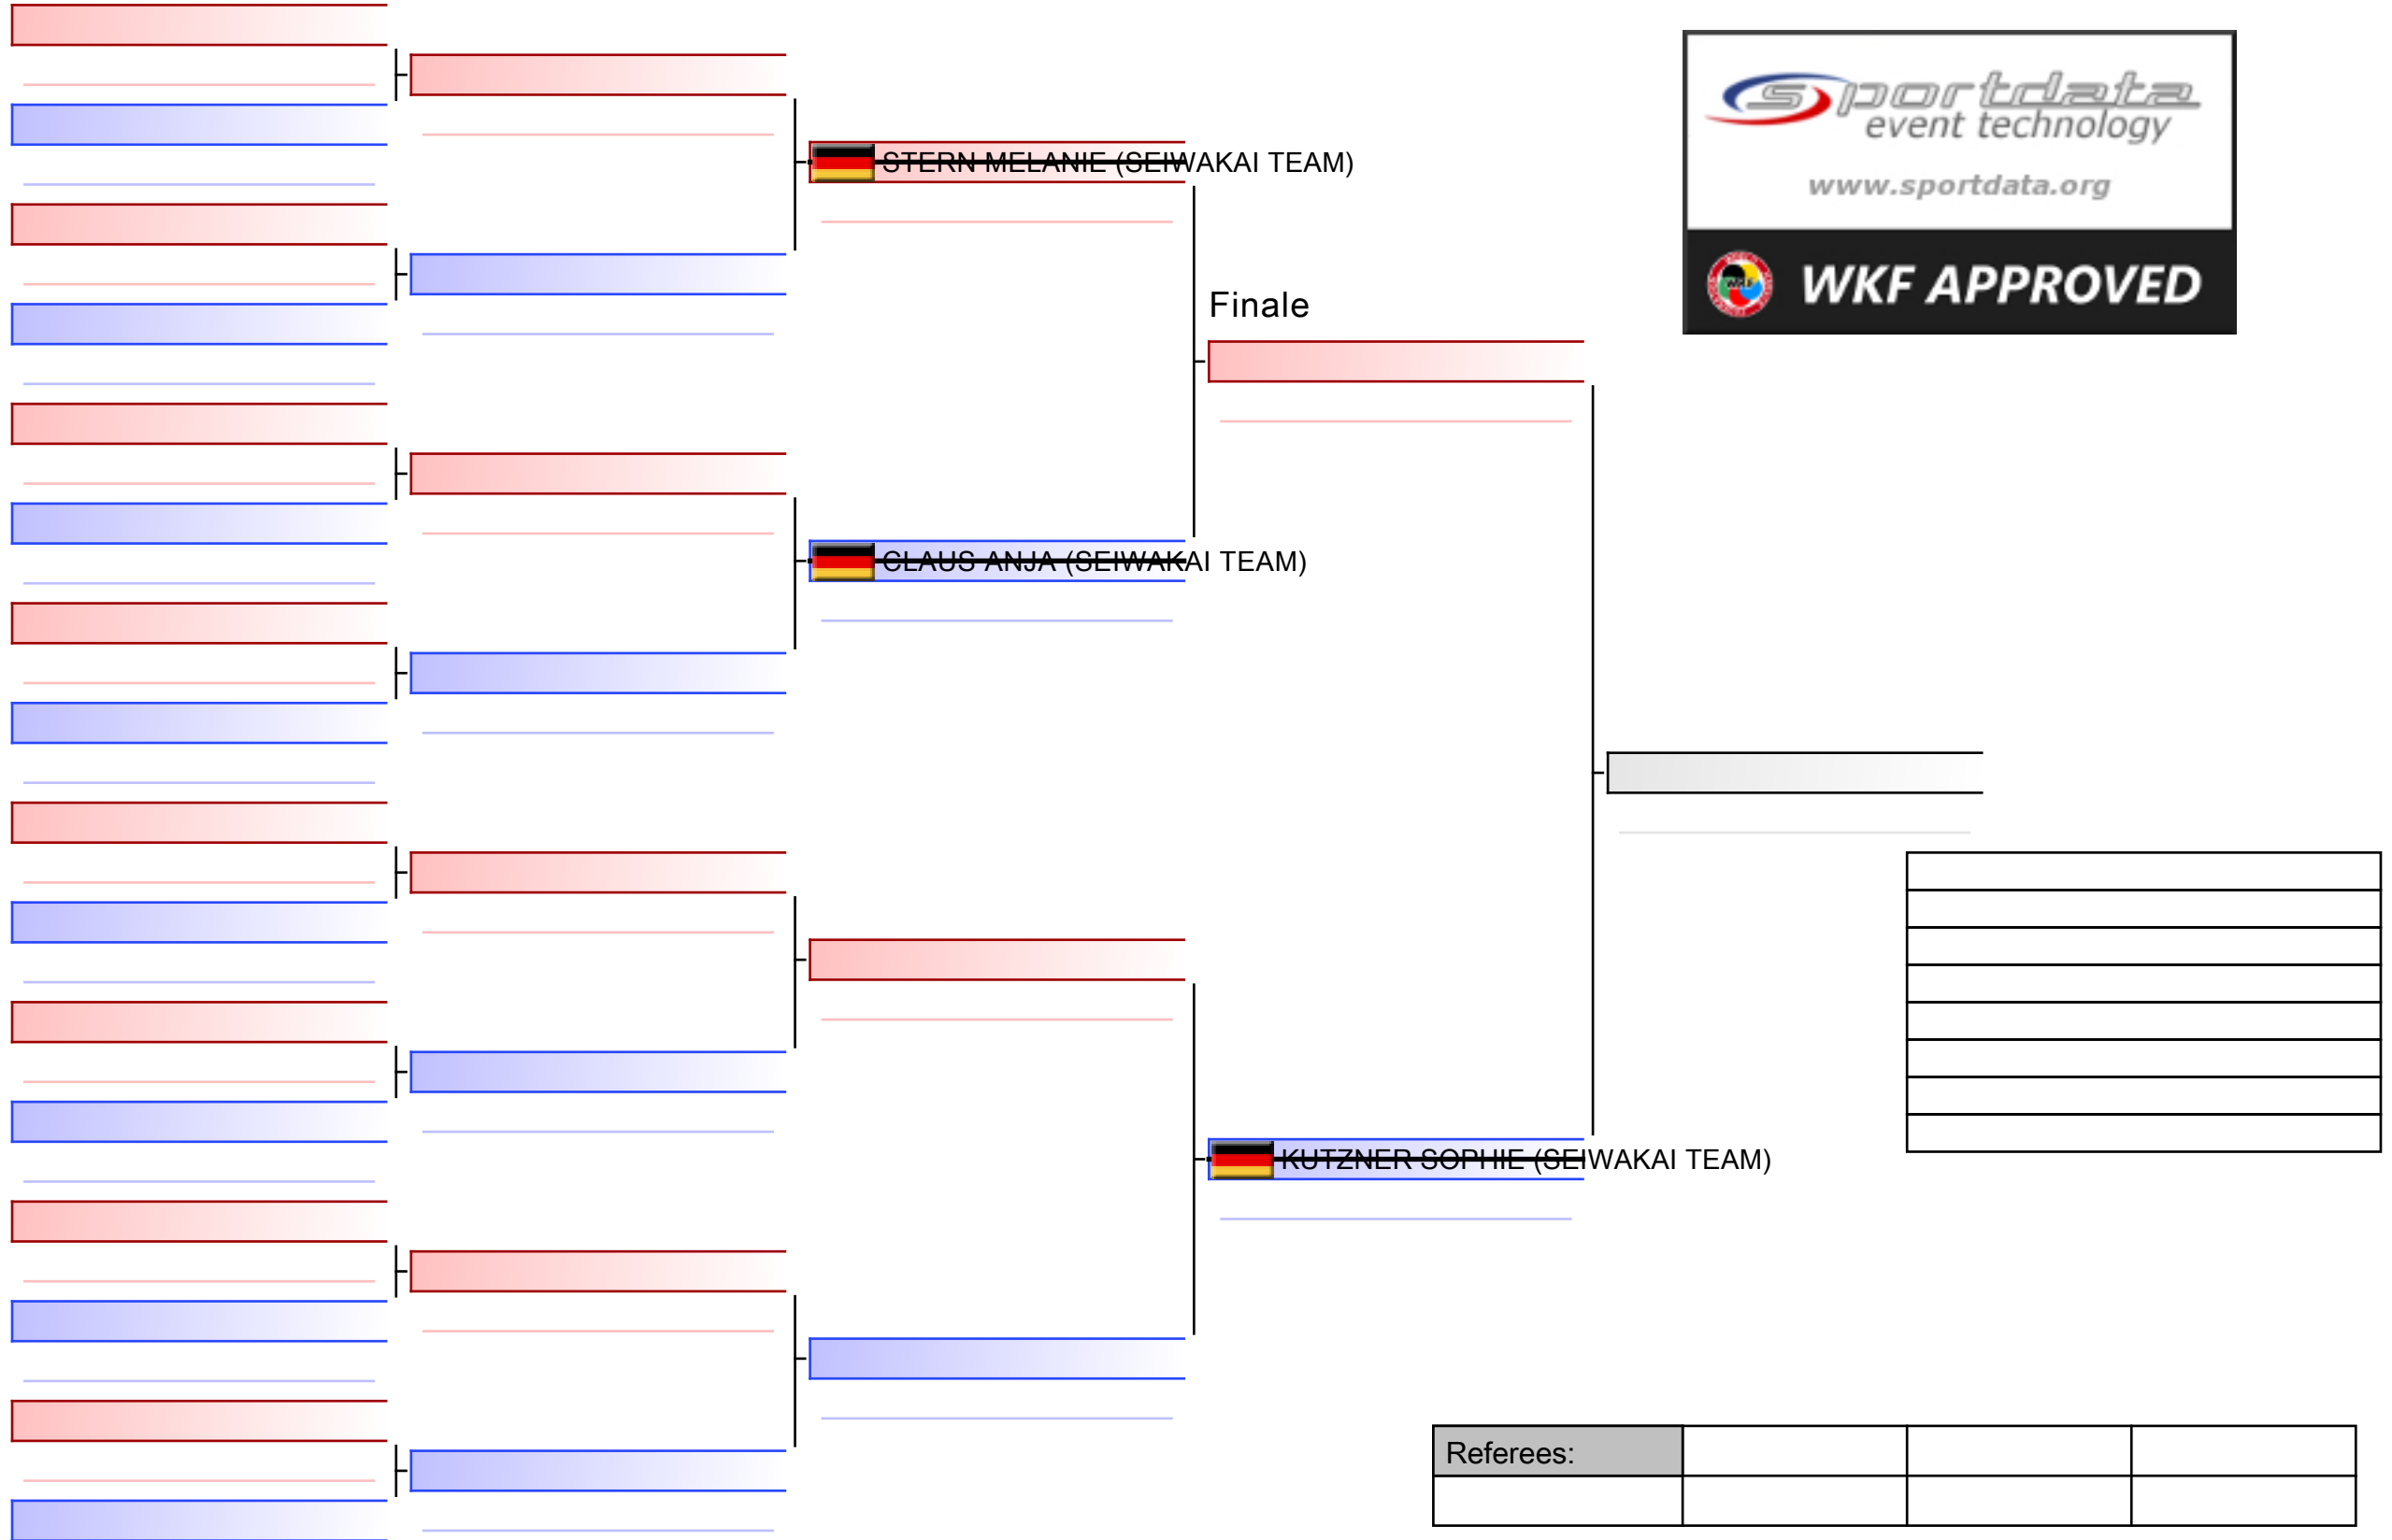 sportdata
event technology
www.sportdata.org
WKF APPROVED
STERN MELANIE (SEIWAKAI TEAM)
Finale
CLAUS ANJA (SEIWAKAI TEAM)
KUTZNER SOPHIE (SEIWAKAI TEAM)
Referees: